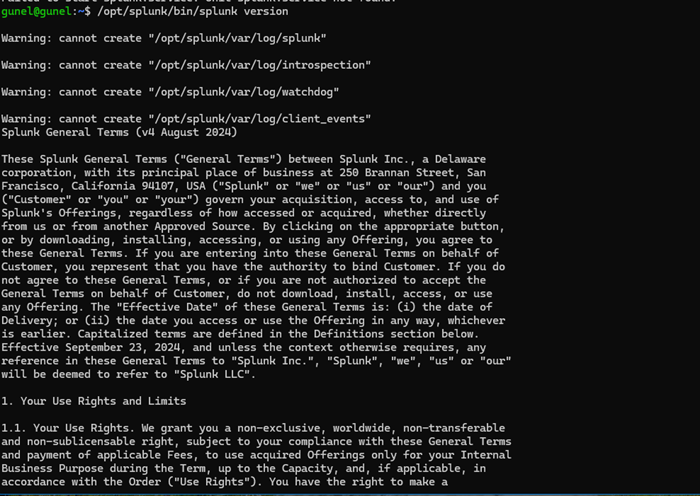 gunel@gunel:~$ /opt/splunk/bin/splunk version
Warning: cannot create "/opt/splunk/var/log/splunk"
Warning: cannot create "/opt/splunk/var/log/introspection"
Warning: cannot create "/opt/splunk/var/log/watchdog"
Warning: cannot create "/opt/splunk/var/log/client_events"
Splunk General Terms (v4 August 2024)
These Splunk General Terms ("General Terms") between Splunk Inc., a Delaware
corporation, with its principal place of business at 250 Brannan Street, San
Francisco, California 94107, USA ("Splunk" or "we" or "us" or "our") and you
("Customer" or "you" or "your") govern your acquisition, access to, and use of
Splunk's Offerings, regardless of how accessed or acquired, whether directly
from us or from another Approved Source. By clicking on the appropriate button,
or by downloading, installing, accessing, or using any Offering, you agree to
these General Terms. If you are entering into these General Terms on behalf of
Customer, you represent that you have the authority to bind Customer. If you do
not agree to these General Terms, or if you are not authorized to accept the
General Terms on behalf of Customer, do not download, install, access, or use
any Offering. The "Effective Date" of these General Terms is: (i) the date of
Delivery; or (ii) the date you access or use the Offering in any way, whichever
is earlier. Capitalized terms are defined in the Definitions section below.
Effective September 23, 2024, and unless the context otherwise requires, any
reference in these General Terms to "Splunk Inc.", "Splunk", "we", "us" or "our"
will be deemed to refer to "Splunk LLC".
1. Your Use Rights and Limits
1.1. Your Use Rights. We grant you a non-exclusive, worldwide, non-transferable
and non-sublicensable right, subject to your compliance with these General Terms
and payment of applicable Fees, to use acquired Offerings only for your Internal
Business Purpose during the Term, up to the Capacity, and, if applicable, in
accordance with the Order ("Use Rights"). You have the right to make a